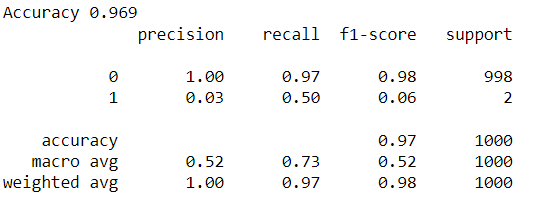 Accuracy 0.969
precision recall f1-score support
0 1.00 0.97 0.98 998
1 0.03 0.50 0.06 2
accuracy 0.97 1000
macro avg 0.52 0.73 0.52 1000
weighted avg 1.00 0.97 0.98 1000